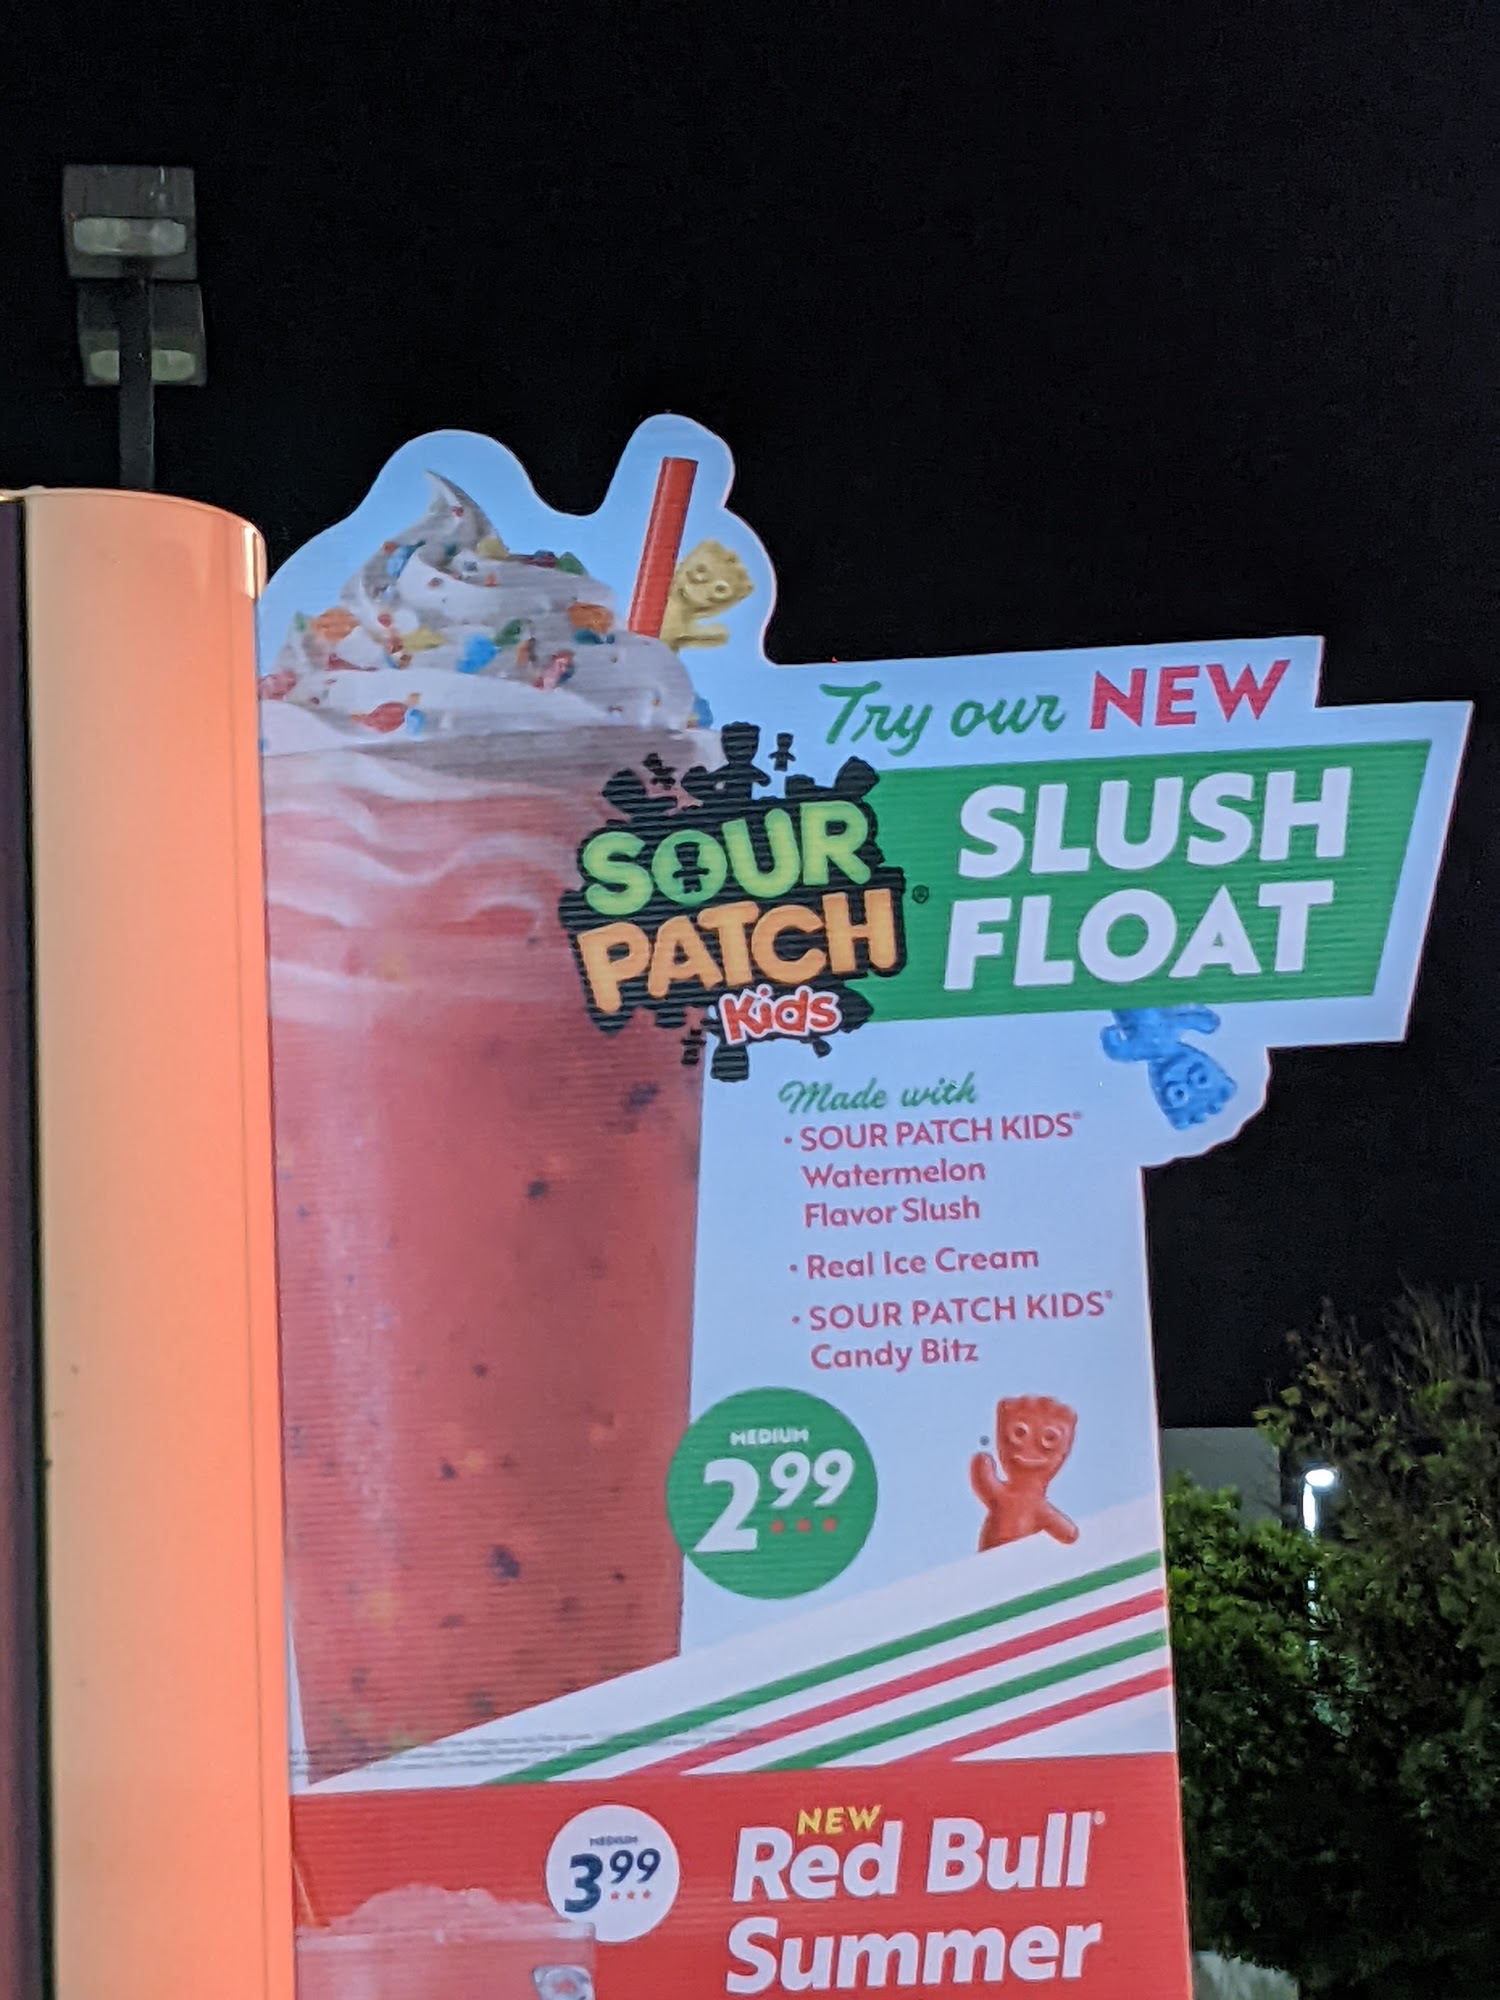 Try our NEW
SOUR
PATCH
Kids®
SLUSH
FLOAT
Made with
• SOUR PATCH KIDS®
Watermelon
Flavor Slush
• Real Ice Cream
• SOUR PATCH KIDS®
Candy Bitz
MEDIUM
2.99
MEDIUM
3.99
NEW
Red Bull®
Summer